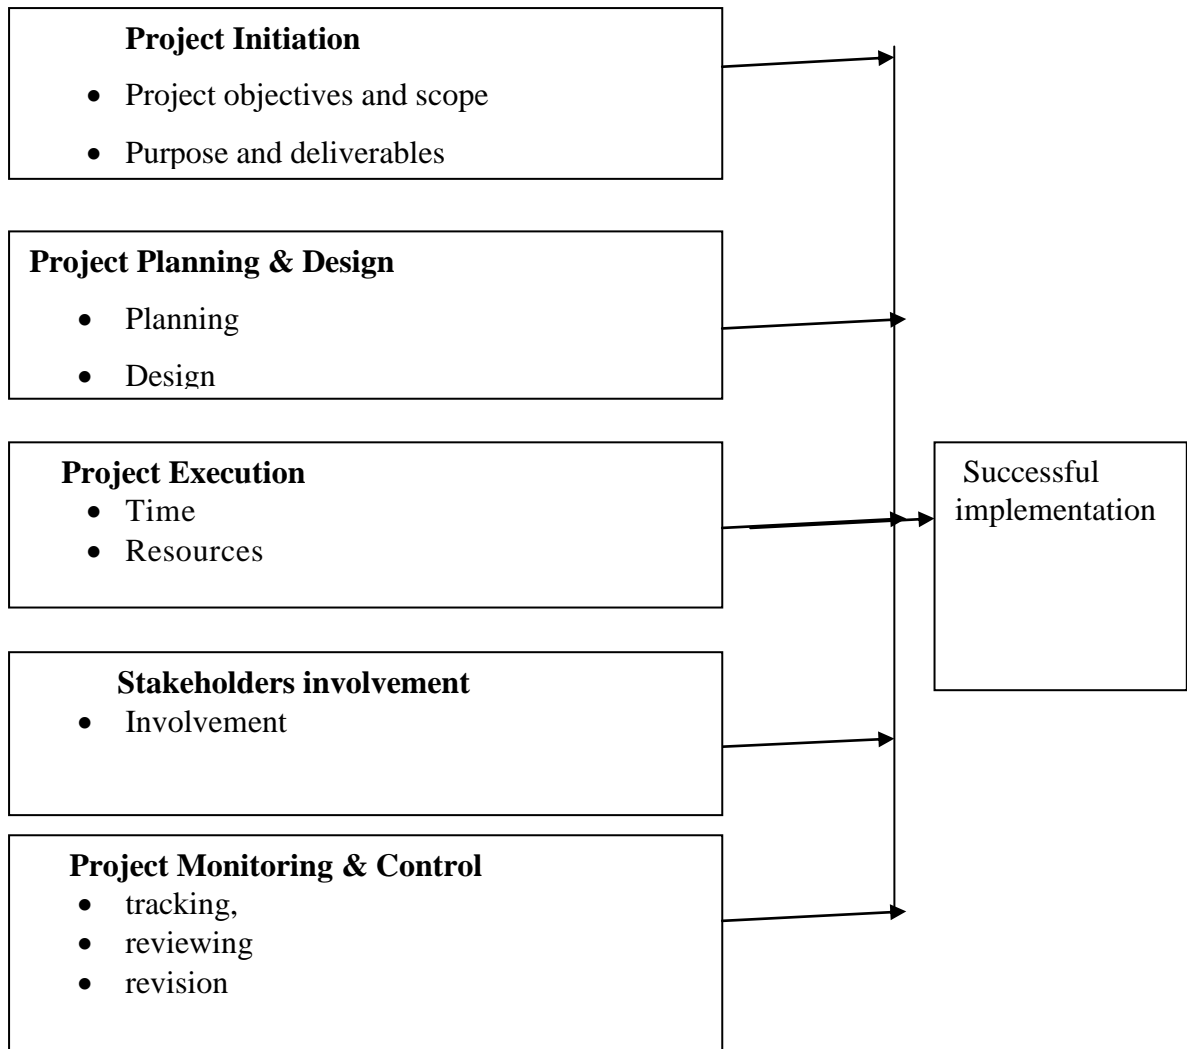 Project Initiation
• Project objectives and scope
• Purpose and deliverables
Project Planning & Design
• Planning
• Design
Project Execution
• Time
• Resources
Successful
implementation
Stakeholders involvement
• Involvement
Project Monitoring & Control
• tracking,
• reviewing
• revision